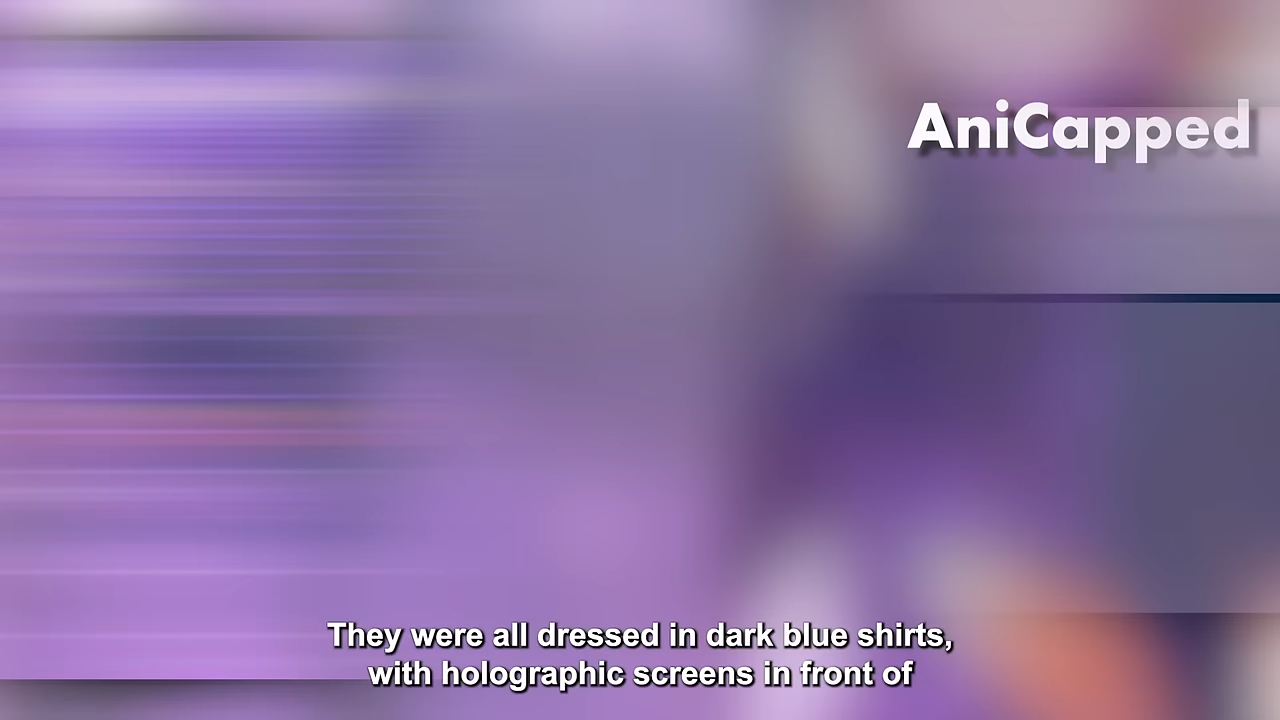 AniCapped
They were all dressed in dark blue shirts,
with holographic screens in front of